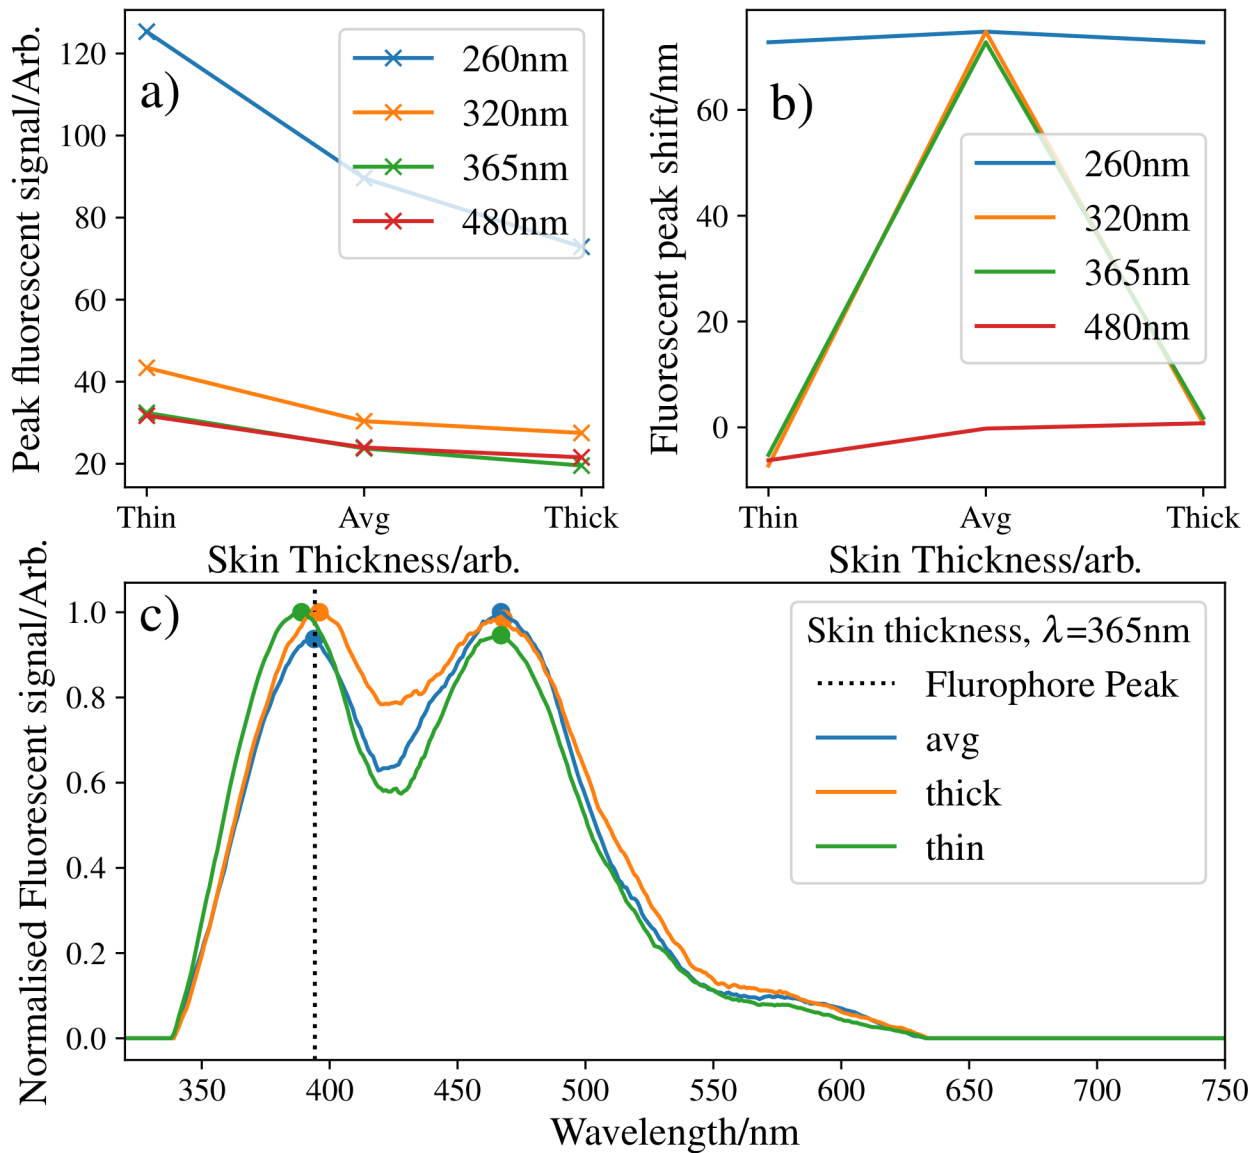 Peak fluorescent signal/Arb.
120
100
80
60
40
20
a)
260nm
320nm
365nm
480nm
Thin
Avg
Thick
Skin Thickness/arb.
Fluorescent peak shift/nm
60
40
20
0
b)
260nm
320nm
365nm
480nm
Thin
Avg
Thick
Skin Thickness/arb.
Normalised Fluorescent signal/Arb.
1.0
0.8
0.6
0.4
0.2
0.0
c)
Skin thickness, λ=365nm
Flurophore Peak
avg
thick
thin
350
400
450
500
550
600
650
700
750
Wavelength/nm